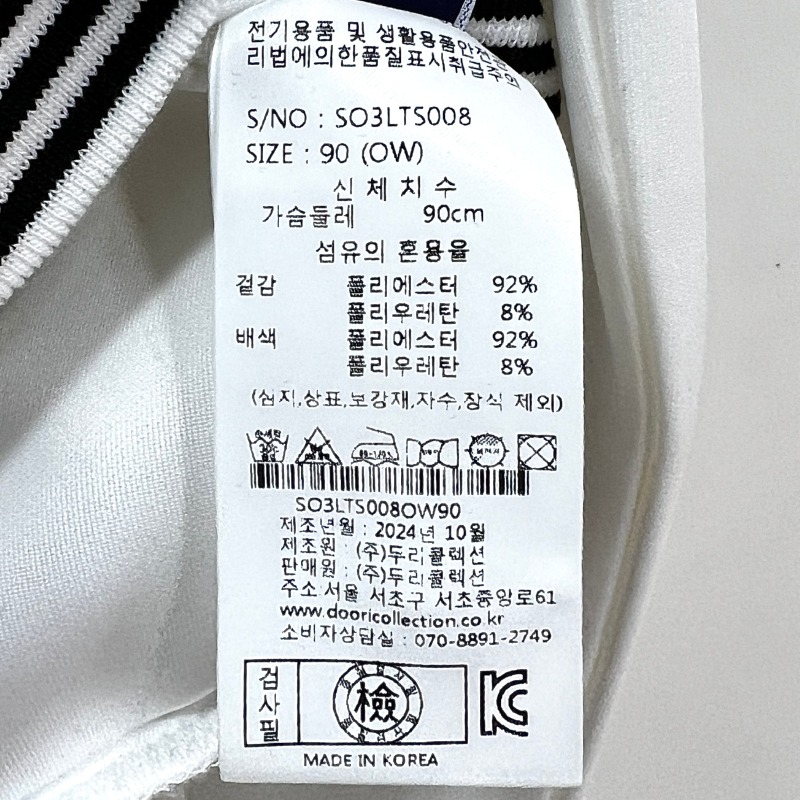 전기용품 및 생활용품안전관
리법에의한품질표시취급주의
S/NO : SO3LTS008
SIZE : 90 (OW)
신 체 치 수
가슴둘레 90cm
섬유의 혼용율
겉감 폴리에스터 92%
폴리우레탄 8%
배색 폴리에스터 92%
폴리우레탄 8%
(심지,상표,보강재,자수,장식 제외)
SO3LTS008OW90
제조년월 : 2024년 10월
제조원 : (주)두리콜렉션
판매원 : (주)두리콜렉션
주소:서울 서초구 서초중앙로61
www.dooricollection.co.kr
소비자상담실 : 070-8891-2749
검사필
檢
KC
MADE IN KOREA